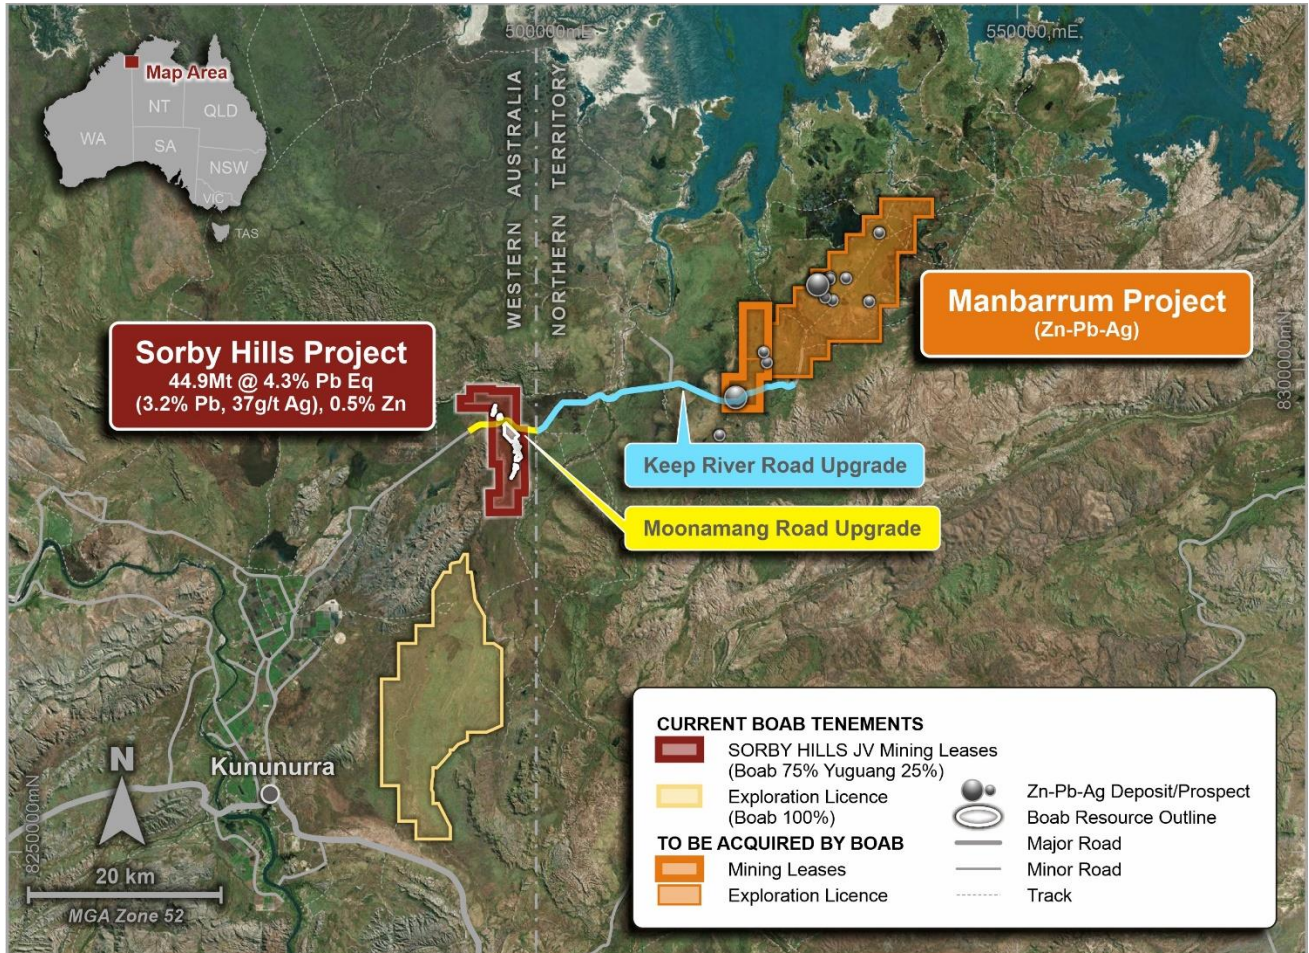 500000mE
550000mE
Map Area
NT
QLD
WA
SA
NSW
VIC
TAS
WESTERN AUSTRALIA
NORTHERN TERRITORY
Manbarrum Project
(Zn-Pb-Ag)
8300000mN
Sorby Hills Project
44.9Mt @ 4.3% Pb Eq
(3.2% Pb, 37g/t Ag), 0.5% Zn
Keep River Road Upgrade
Moonamang Road Upgrade
N
Kununurra
8250000mN
20 km
MGA Zone 52
CURRENT BOAB TENEMENTS
SORBY HILLS JV Mining Leases
(Boab 75% Yuguang 25%)
Exploration Licence
(Boab 100%)
TO BE ACQUIRED BY BOAB
Mining Leases
Exploration Licence
Zn-Pb-Ag Deposit/Prospect
Boab Resource Outline
Major Road
Minor Road
Track